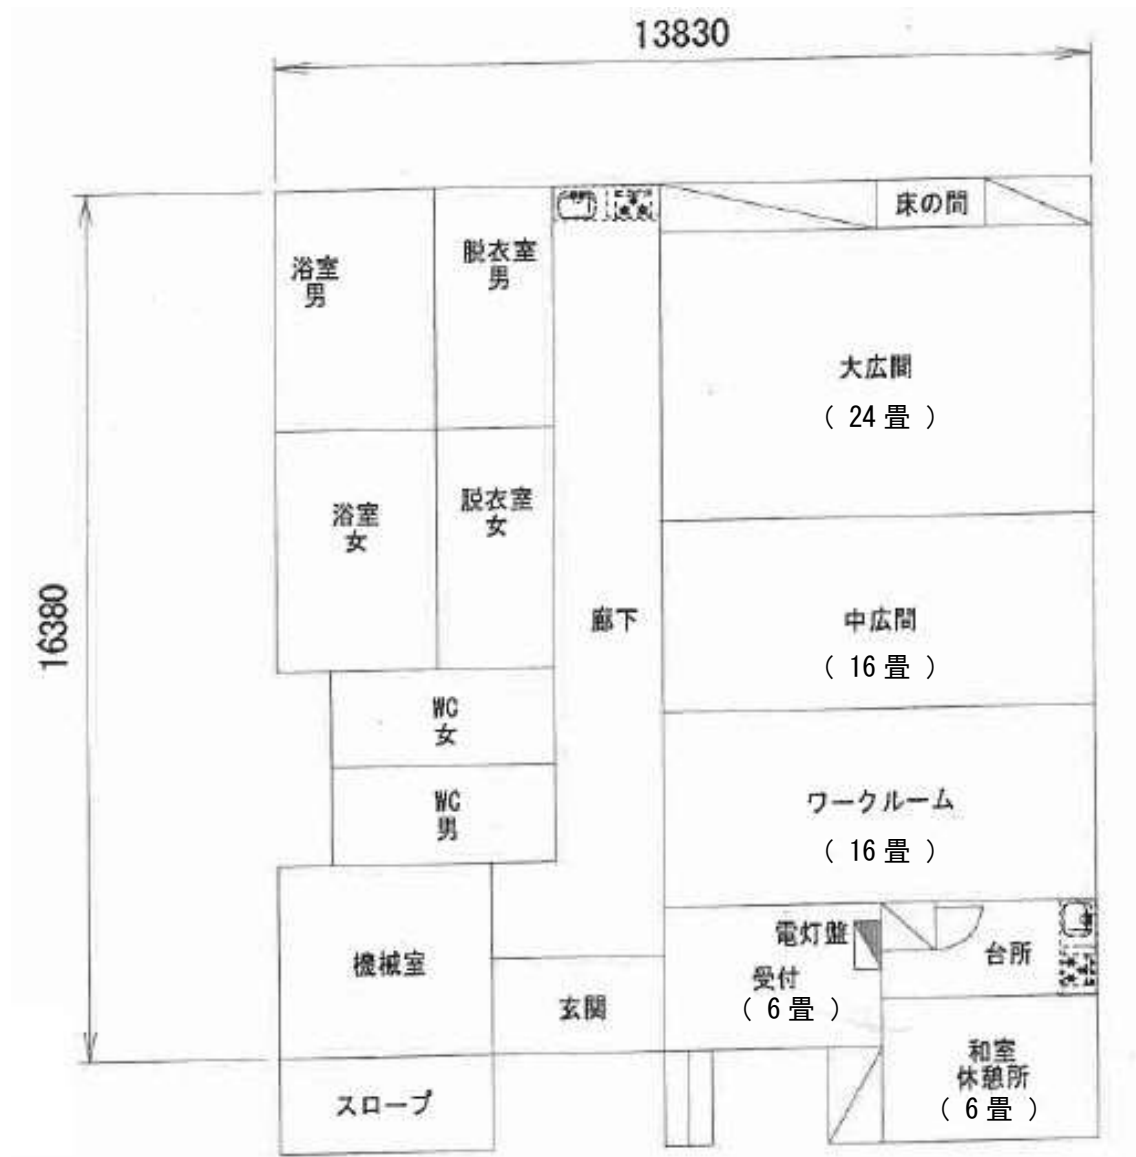 13830
床の間
浴室
男
脱衣室
男
大広間
( 24 畳 )
浴室
女
脱衣室
女
16380
廊下
中広間
( 16 畳 )
WC
女
WC
男
ワークルーム
( 16 畳 )
機械室
玄関
電灯盤
受付
( 6 畳 )
台所
和室
休憩所
( 6 畳 )
スロープ